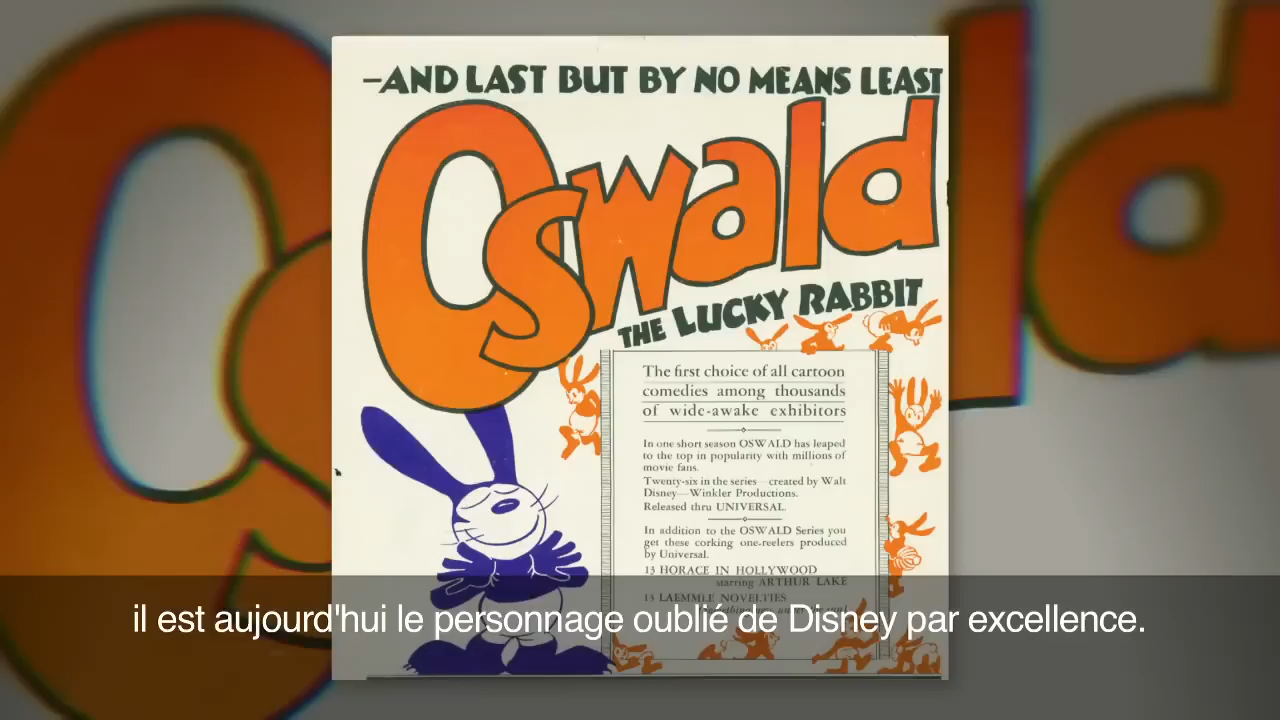 –AND LAST BUT BY NO MEANS LEAST
Oswald
THE LUCKY RABBIT
The first choice of all cartoon
comedies among thousands
of wide-awake exhibitors
In one short season OSWALD has leaped
to the top in popularity with millions of
movie fans.
Twenty-six in the series—created by Walt
Disney—Winkler Productions.
Released thru UNIVERSAL.
In addition to the OSWALD Series you
get these corking one-reelers produced
by Universal.
13 HORACE IN HOLLYWOOD
starring ARTHUR LAKE
13 LAEMMLE NOVELTIES
il est aujourd'hui le personnage oublié de Disney par excellence.